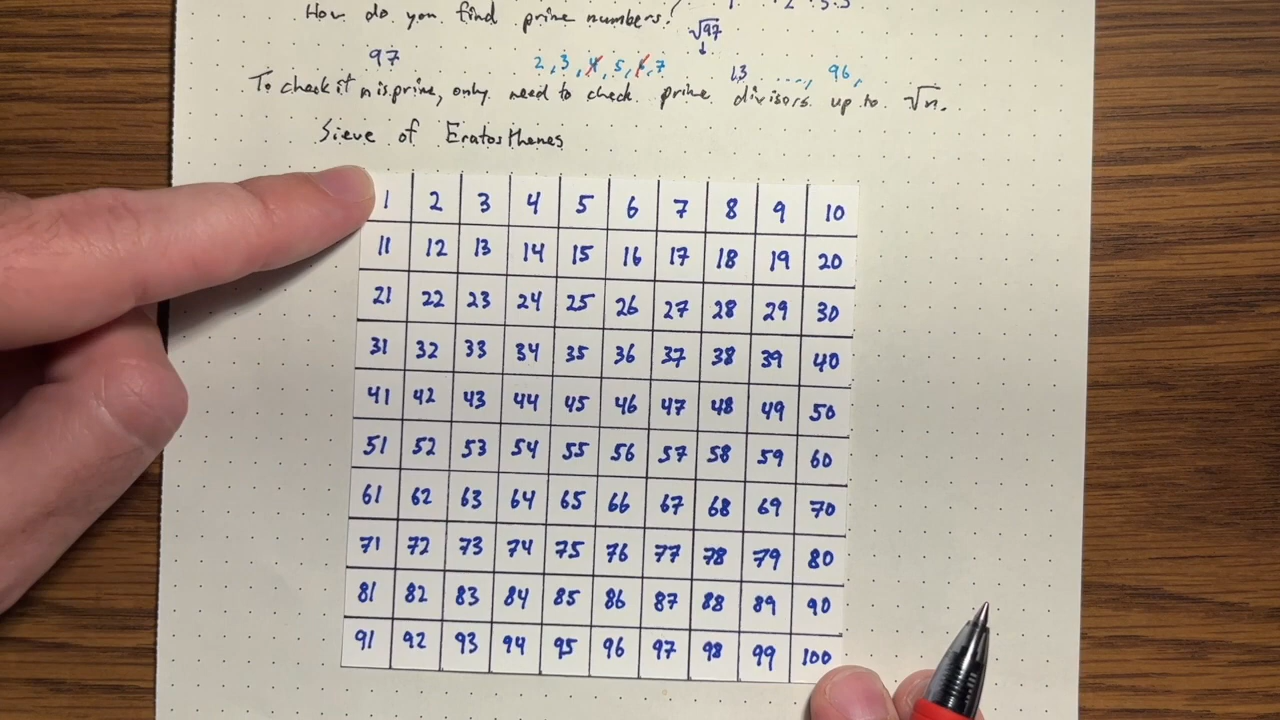 How do you find prime numbers?
√97
97 2, 3, 4, 5, 6, 7 13 ..., 96,
To check if n is prime, only need to check prime divisors up to √n.
Sieve of Eratosthenes
1 2 3 4 5 6 7 8 9 10
11 12 13 14 15 16 17 18 19 20
21 22 23 24 25 26 27 28 29 30
31 32 33 34 35 36 37 38 39 40
41 42 43 44 45 46 47 48 49 50
51 52 53 54 55 56 57 58 59 60
61 62 63 64 65 66 67 68 69 70
71 72 73 74 75 76 77 78 79 80
81 82 83 84 85 86 87 88 89 90
91 92 93 94 95 96 97 98 99 100